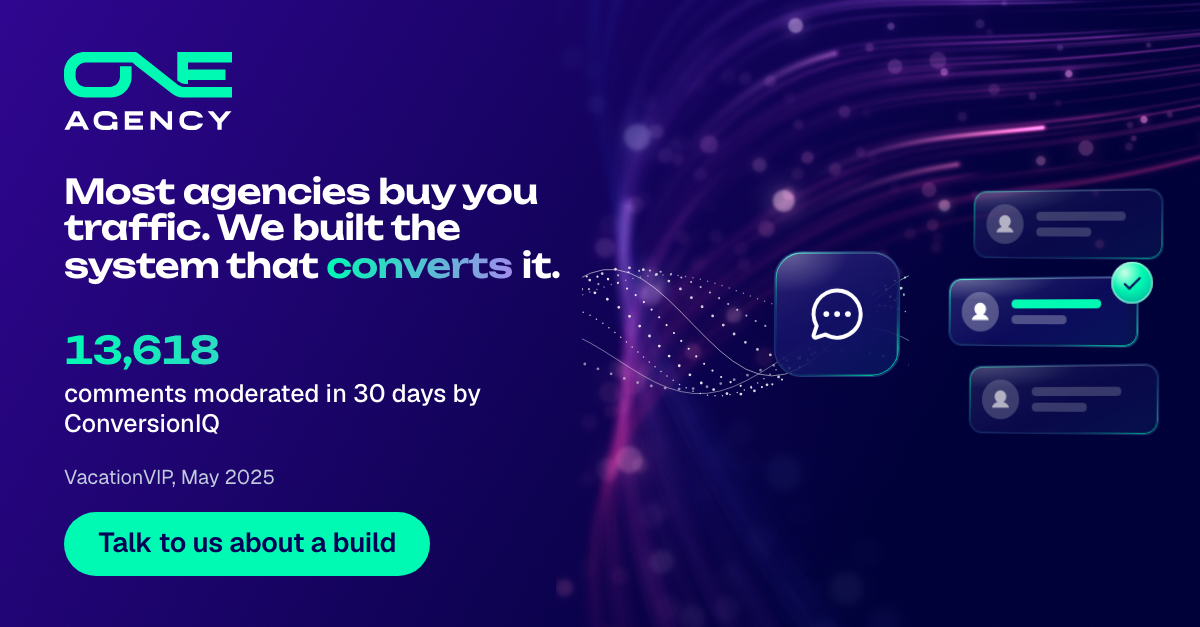 ONE
AGENCY
Most agencies buy you
traffic. We built the
system that converts it.
13,618
comments moderated in 30 days by
ConversionIQ
VacationVIP, May 2025
Talk to us about a build